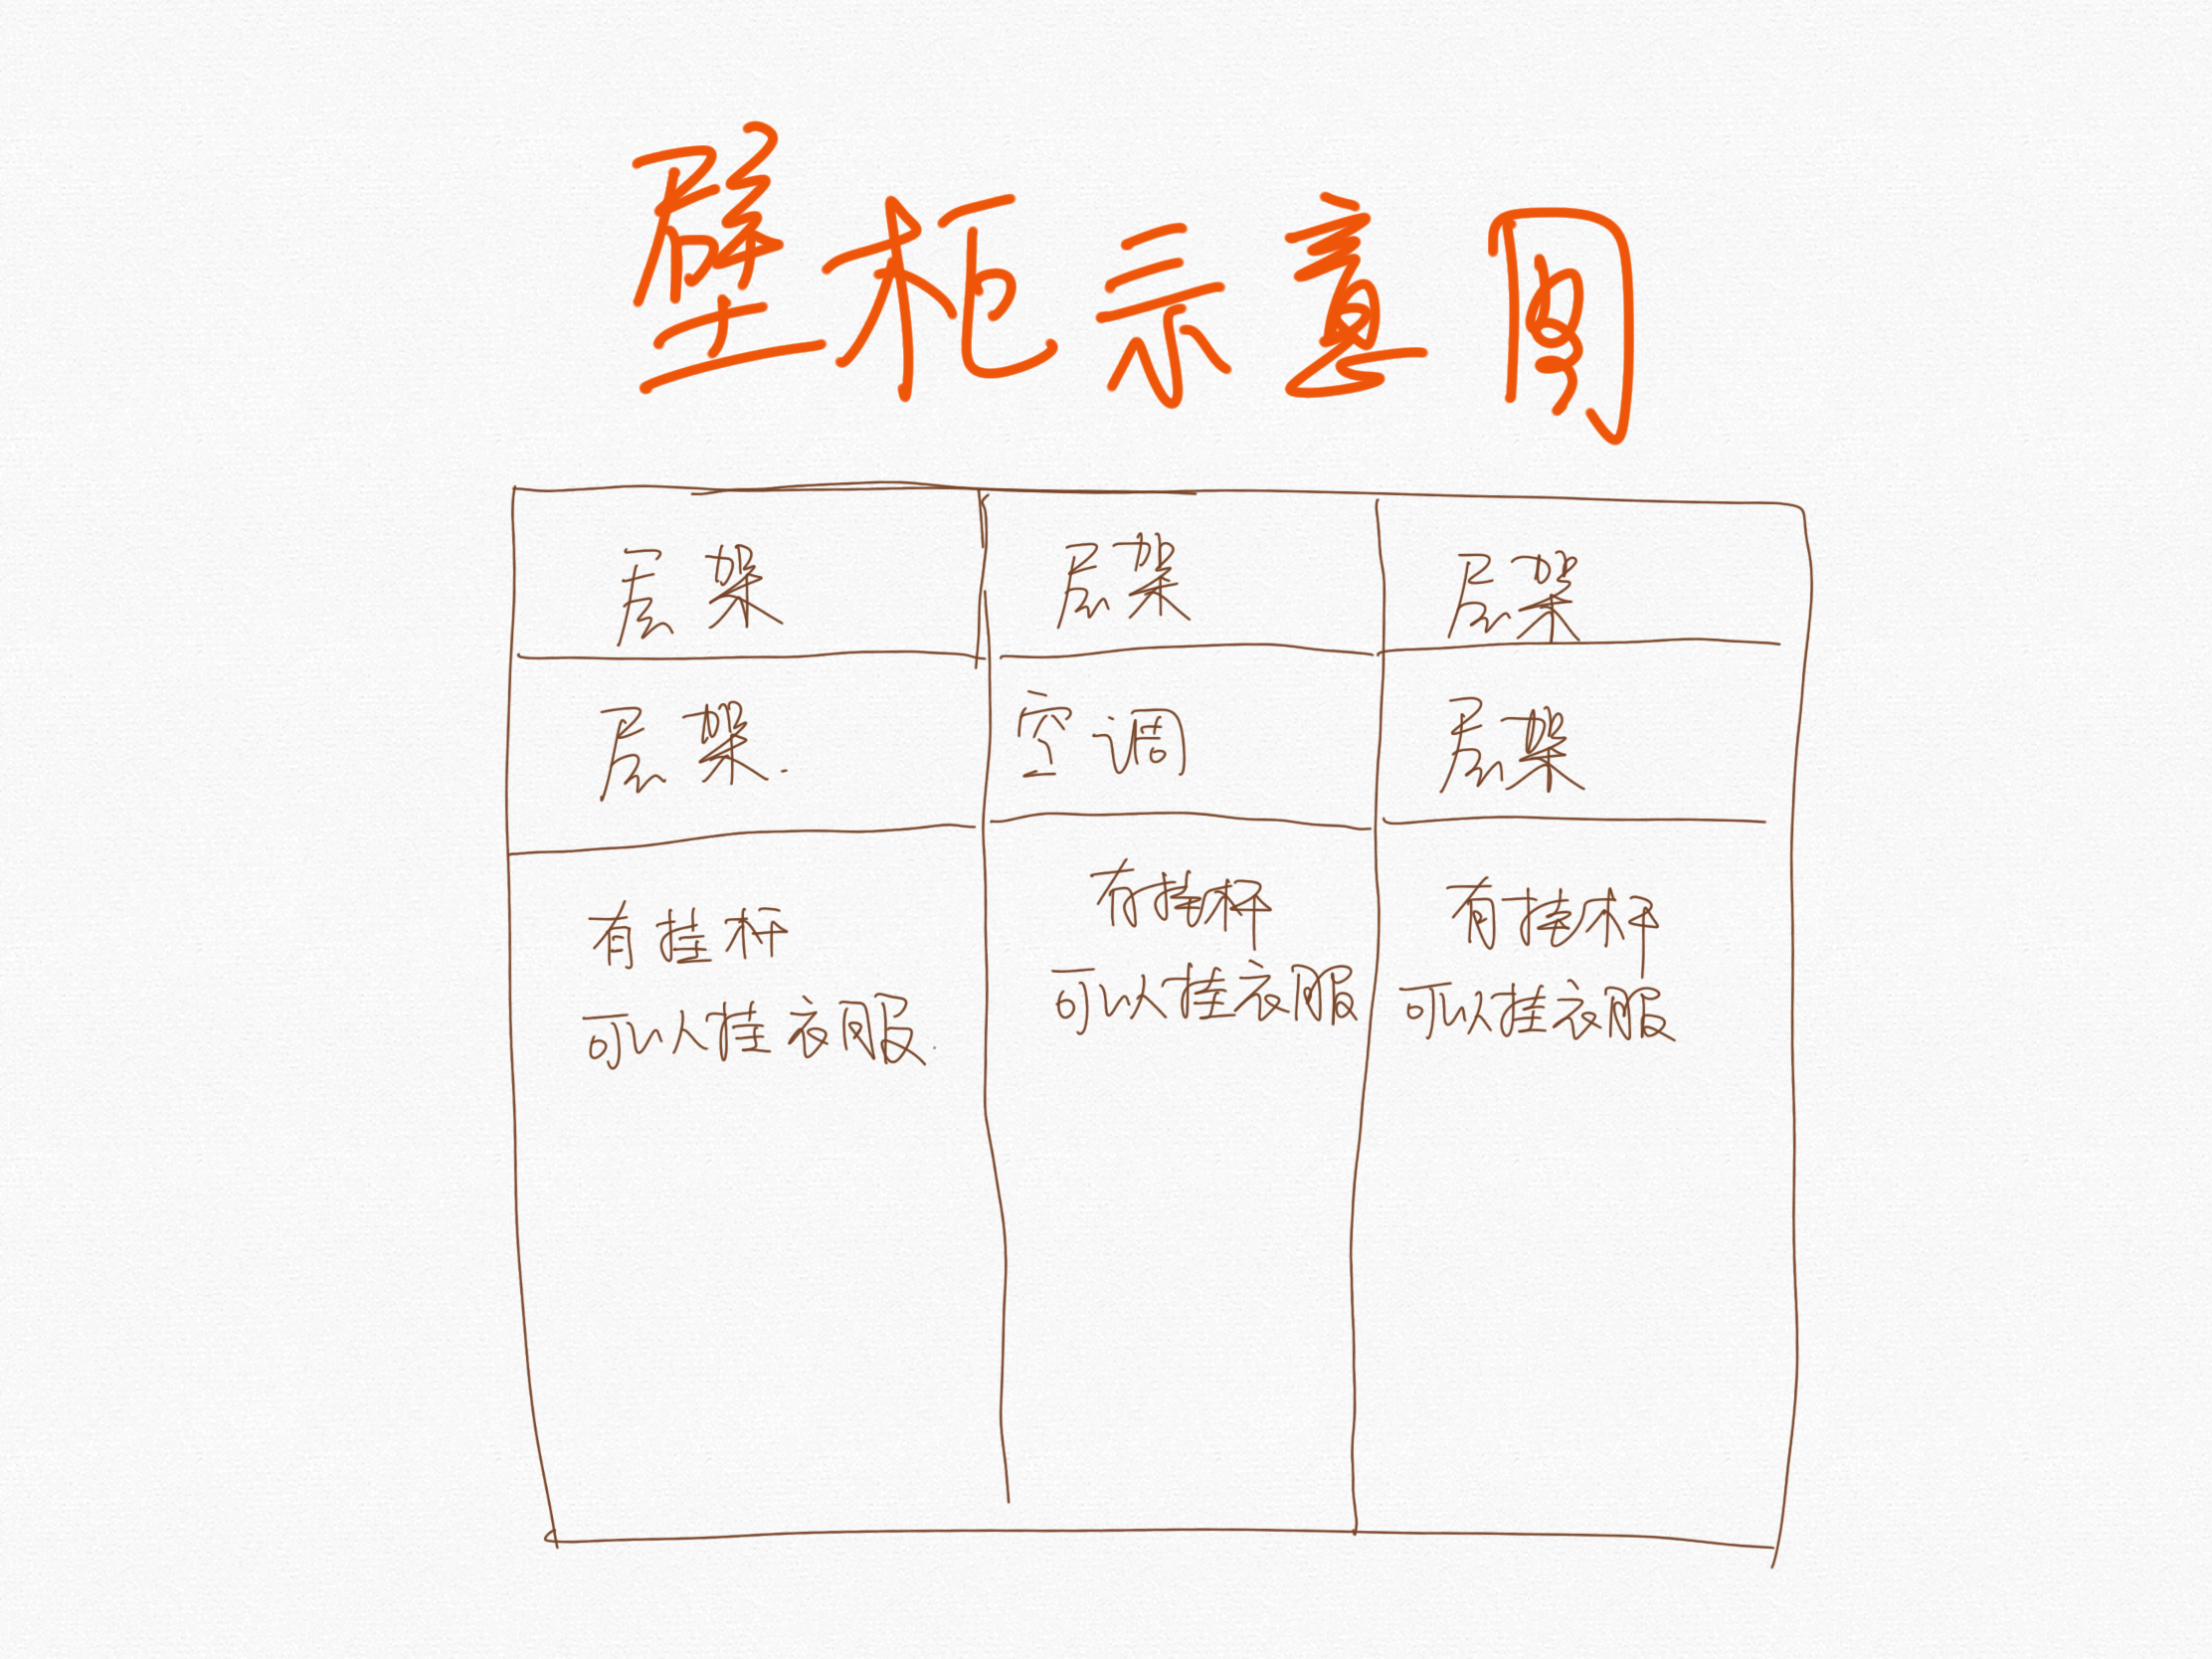 壁柜示意图
层架 层架 层架
层架. 空调 层架
有挂杆 有挂杆 有挂杆
可以挂衣服. 可以挂衣服 可以挂衣服